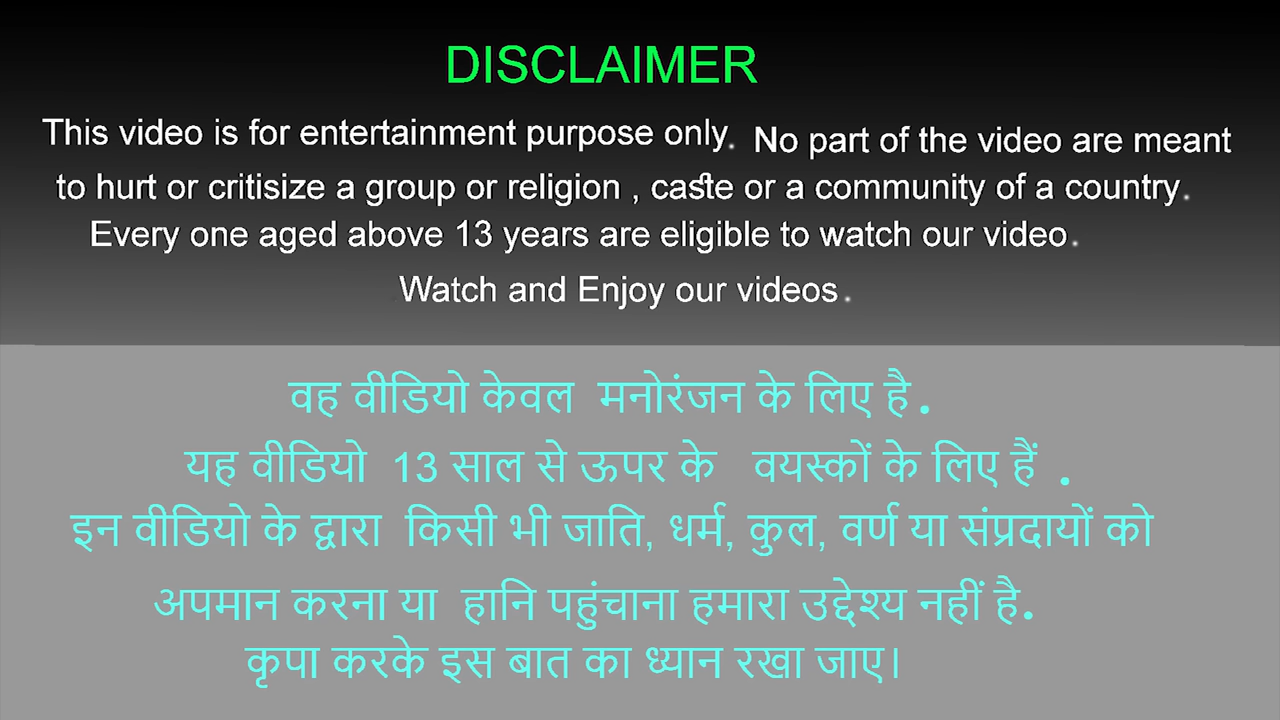 DISCLAIMER
This video is for entertainment purpose only. No part of the video are meant
to hurt or critisize a group or religion , caste or a community of a country.
Every one aged above 13 years are eligible to watch our video.
Watch and Enjoy our videos.
वह वीडियो केवल मनोरंजन के लिए है.
यह वीडियो 13 साल से ऊपर के वयस्कों के लिए हैं .
इन वीडियो के द्वारा किसी भी जाति, धर्म, कुल, वर्ण या संप्रदायों को
अपमान करना या हानि पहुंचाना हमारा उद्देश्य नहीं है.
कृपा करके इस बात का ध्यान रखा जाए।